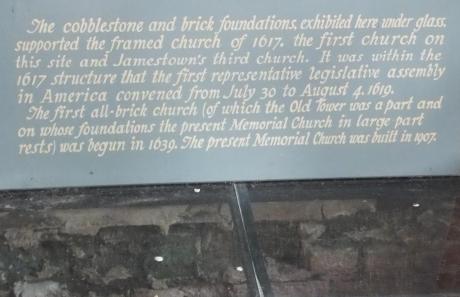 The cobblestone and brick foundations, exhibited here under glass,
supported the framed church of 1617, the first church on
this site and Jamestown's third church. It was within the
1617 structure that the first representative legislative assembly
in America convened from July 30 to August 4, 1619.
The first all-brick church (of which the Old Tower was a part and
on whose foundations the present Memorial Church in large part
rests) was begun in 1639. The present Memorial Church was built in 1907.